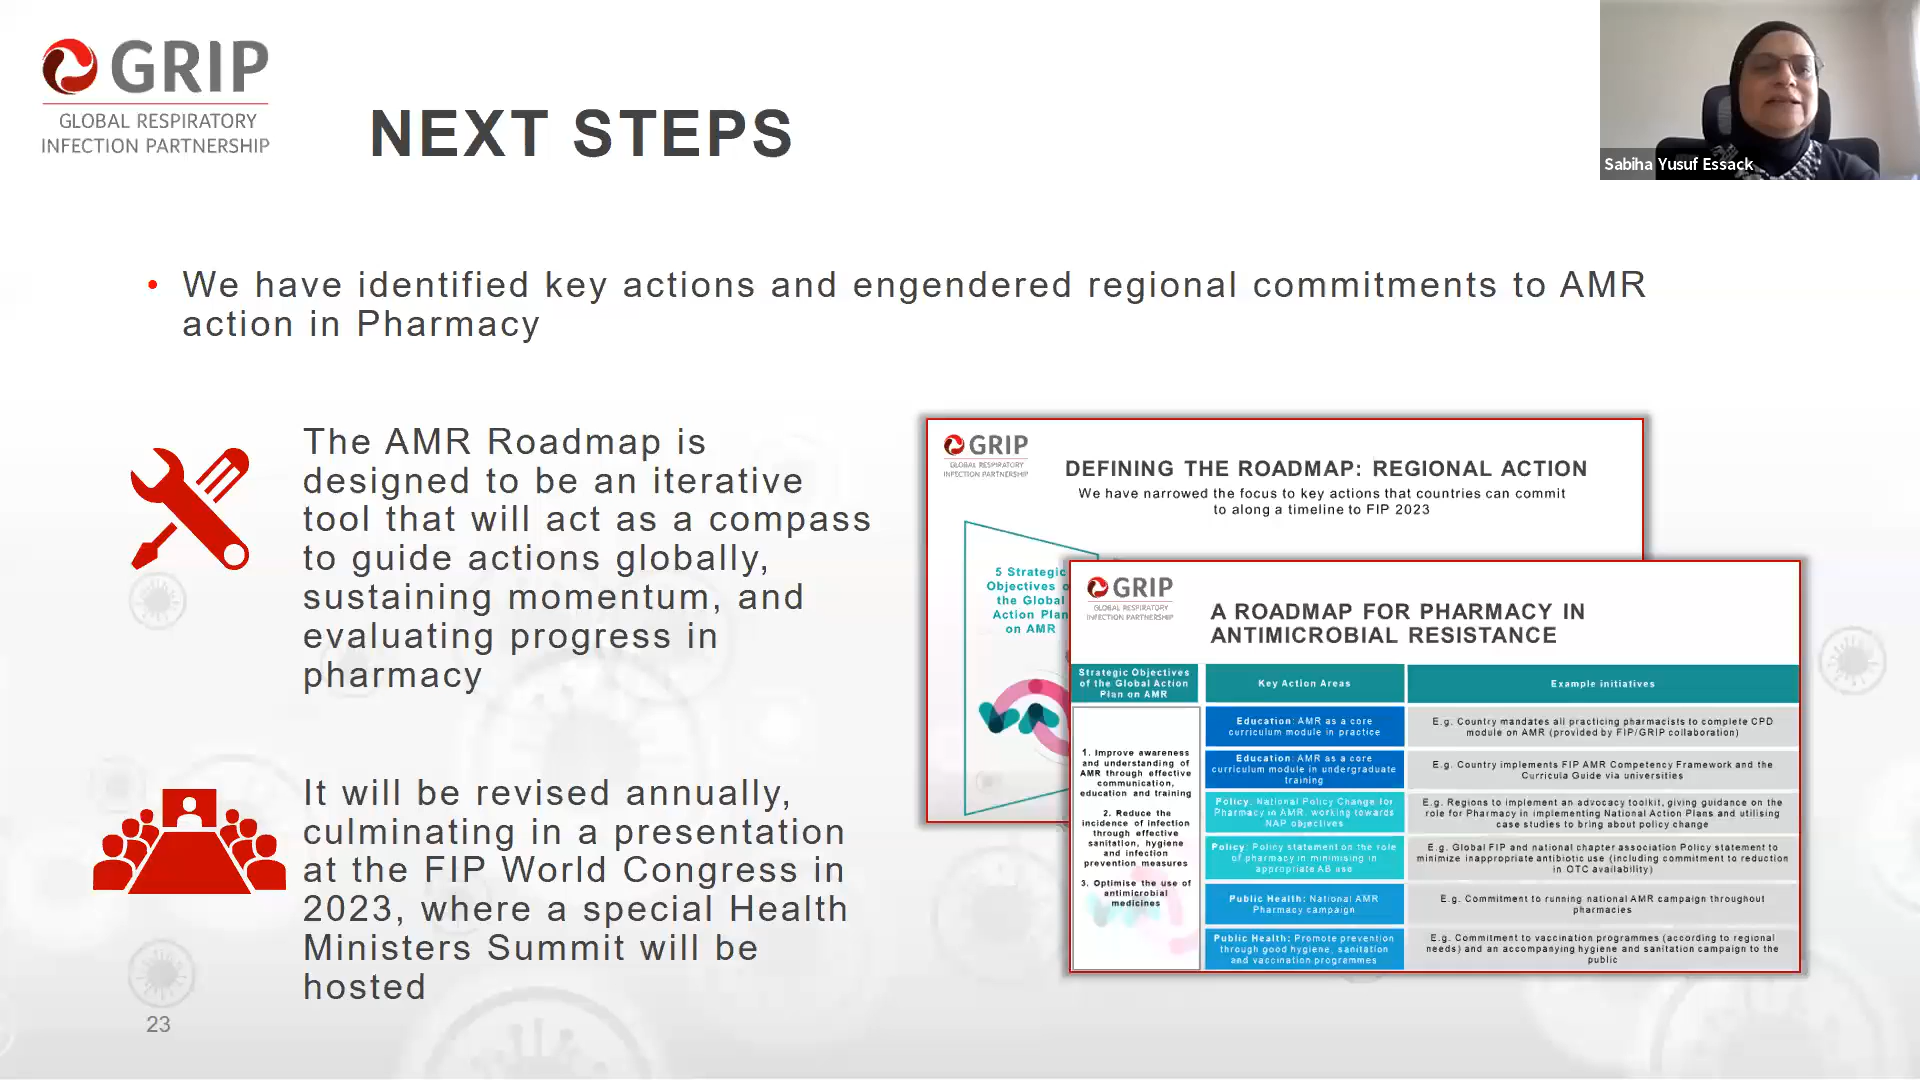 GRIP
GLOBAL RESPIRATORY
INFECTION PARTNERSHIP
NEXT STEPS
Sabiha Yusuf Essack
• We have identified key actions and engendered regional commitments to AMR
action in Pharmacy
The AMR Roadmap is
designed to be an iterative
tool that will act as a compass
to guide actions globally,
sustaining momentum, and
evaluating progress in
pharmacy
It will be revised annually,
culminating in a presentation
at the FIP World Congress in
2023, where a special Health
Ministers Summit will be
hosted
23
GRIP
GLOBAL RESPIRATORY
INFECTION PARTNERSHIP
DEFINING THE ROADMAP: REGIONAL ACTION
We have narrowed the focus to key actions that countries can commit
to along a timeline to FIP 2023
5 Strategic
Objectives o
the Global
Action Plan
on AMR
GRIP
GLOBAL RESPIRATORY
INFECTION PARTNERSHIP
A ROADMAP FOR PHARMACY IN
ANTIMICROBIAL RESISTANCE
Strategic Objectives
of the Global Action
Plan on AMR
Key Action Areas
Example initiatives
1. Improve awareness
and understanding of
AMR through effective
communication,
education and training
2. Reduce the
incidence of infection
through effective
sanitation, hygiene
and infection
prevention measures
3. Optimise the use of
antimicrobial
medicines
Education: AMR as a core
curriculum module in practice
E.g. Country mandates all practicing pharmacists to complete CPD
module on AMR (provided by FIP/GRIP collaboration)
Education: AMR as a core
curriculum module in undergraduate
training
E.g. Country implements FIP AMR Competency Framework and the
Curricula Guide via universities
Policy: National Policy Change for
Pharmacy in AMR, working towards
NAP objectives
E.g. Regions to implement an advocacy toolkit, giving guidance on the
role for Pharmacy in implementing National Action Plans and utilising
case studies to bring about policy change
Policy: Policy statement on the role
of pharmacy in minimising in
appropriate AB use
E.g. Global FIP and national chapter association Policy statement to
minimize inappropriate antibiotic use (including commitment to reduction
in OTC availability)
Public Health: National AMR
Pharmacy campaign
E.g. Commitment to running national AMR campaign throughout
pharmacies
Public Health: Promote prevention
through good hygiene, sanitation
and vaccination programmes
E.g. Commitment to vaccination programmes (according to regional
needs) and an accompanying hygiene and sanitation campaign to the
public